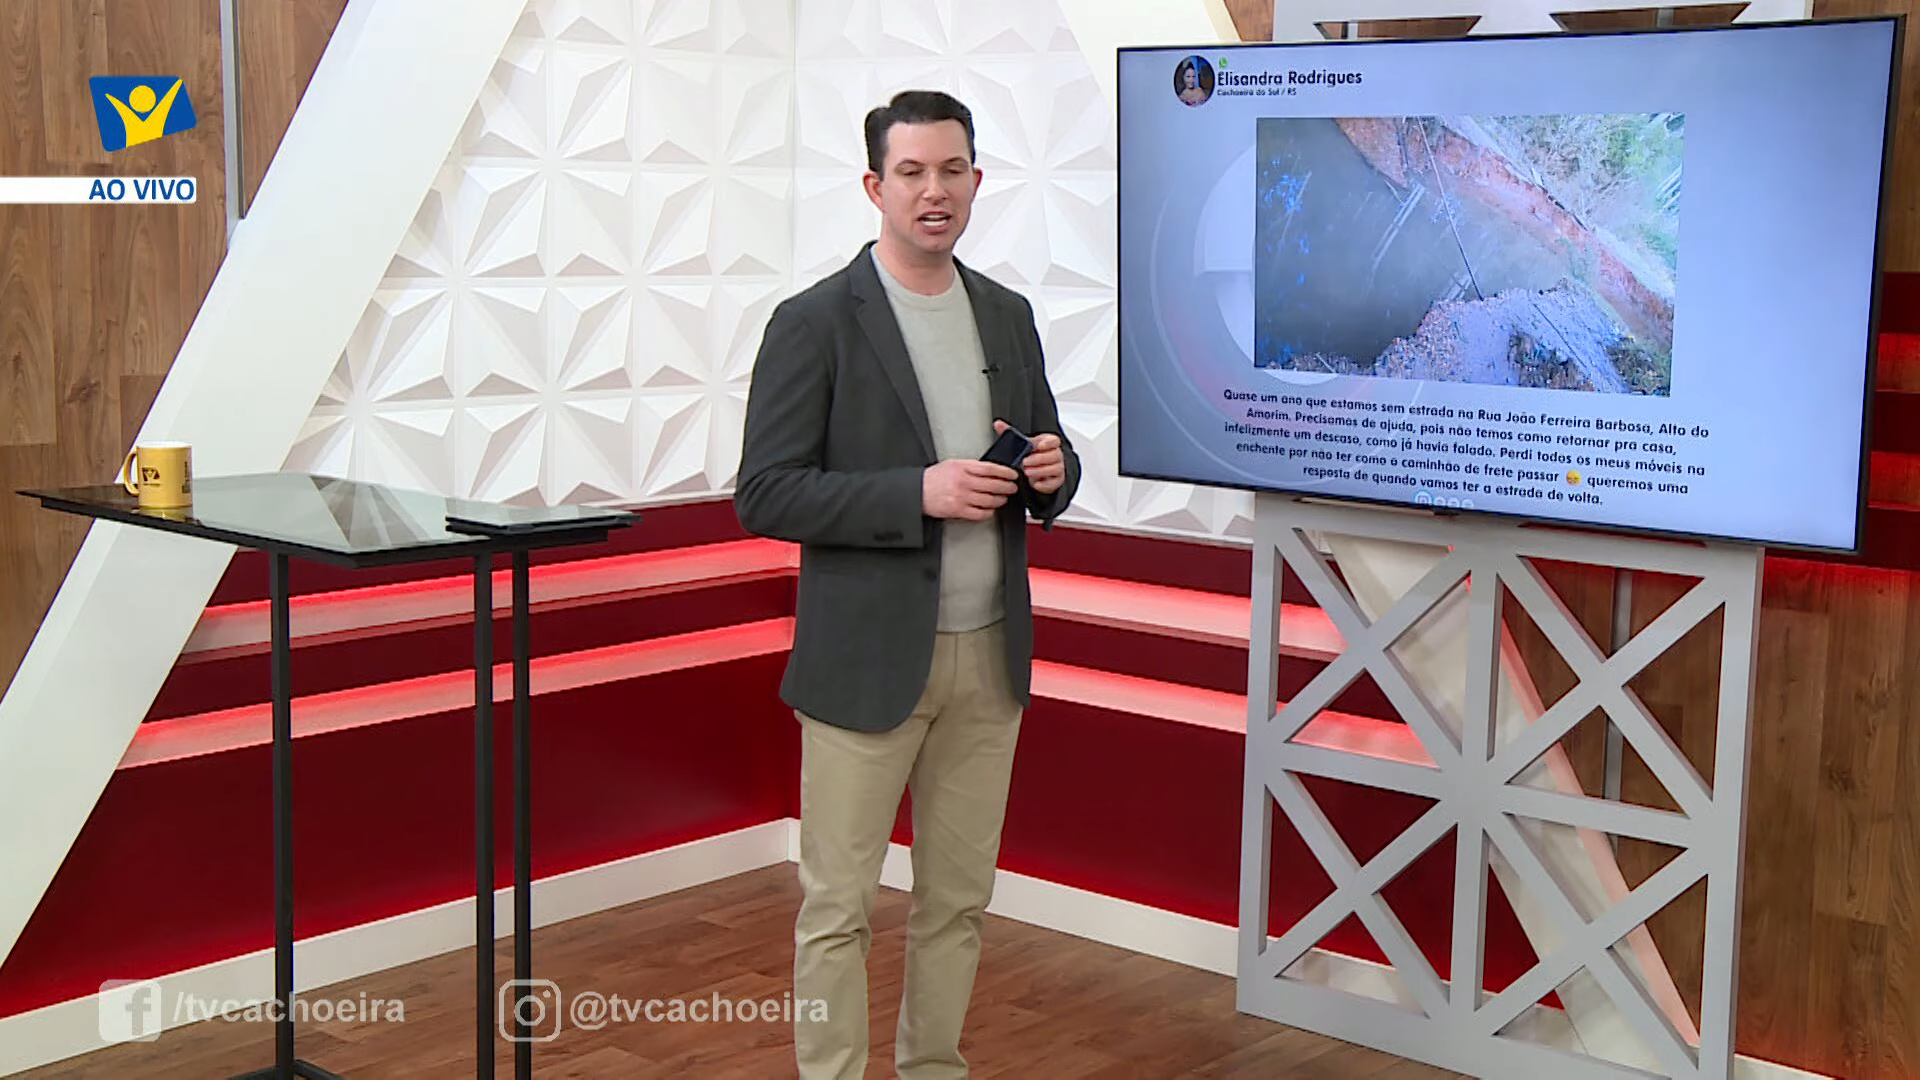 AO VIVO
Elisandra Rodrigues
Cachoeira do Sul / RS
Quase um ano que estamos sem estrada na Rua João Ferreira Barbosa, Alto do
Amorim. Precisamos de ajuda, pois não temos como retornar pra casa,
infelizmente um descaso, como já havia falado. Perdi todos os meus móveis na
enchente por não ter como o caminhão de frete passar 😢 queremos uma
resposta de quando vamos ter a estrada de volta.
/tvcachoeira
@tvcachoeira